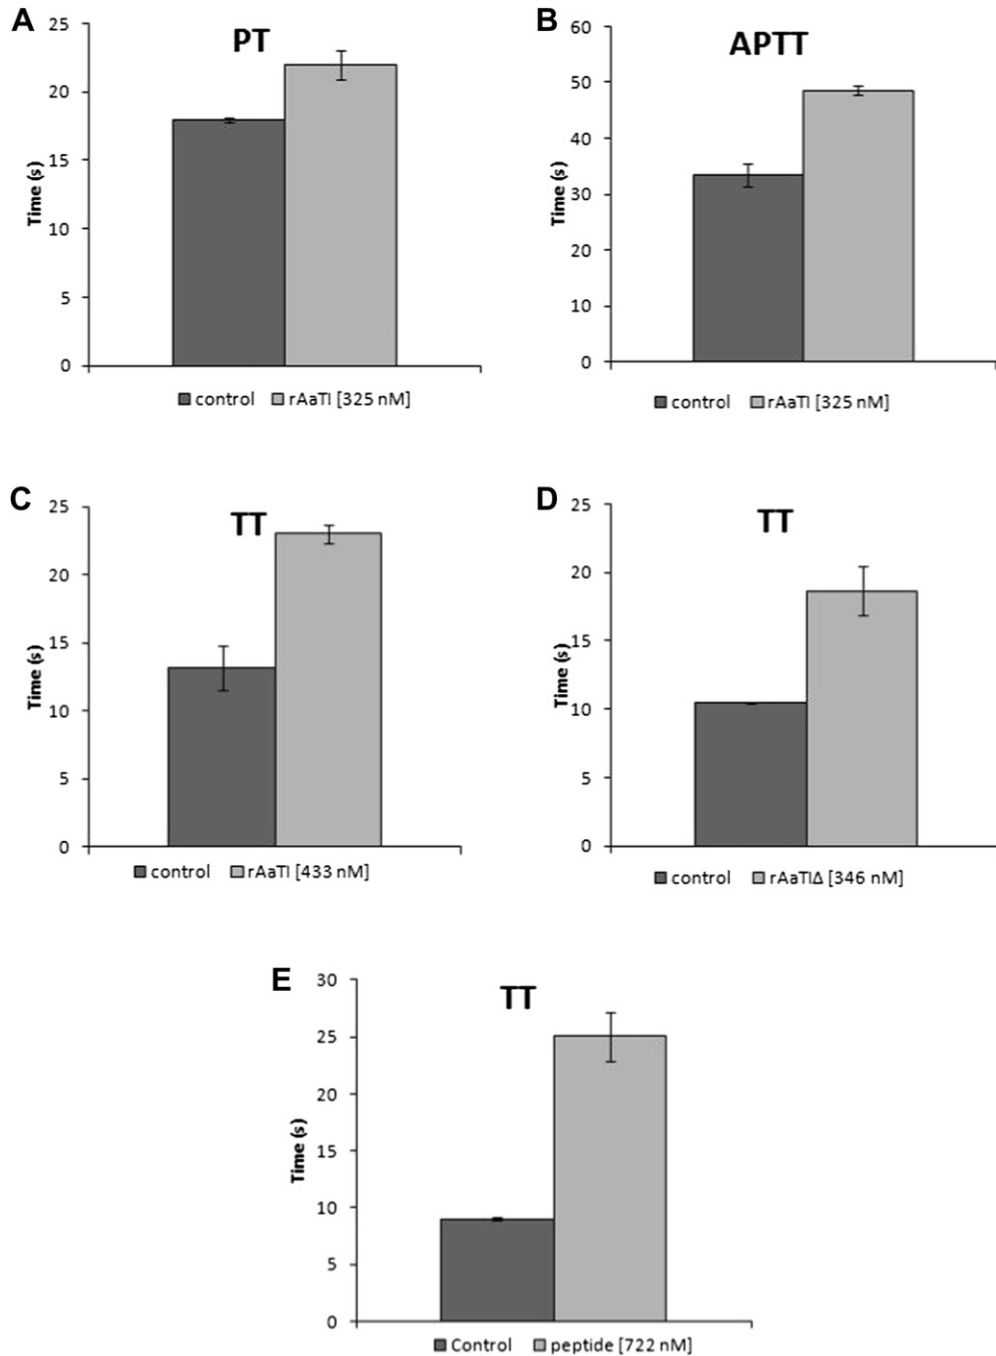 A
PT
25
20
15
10
5
0
Time (s)
control rAaTI [325 nM]
B
APTT
60
50
40
30
20
10
0
Time (s)
control rAaTI [325 nM]
C
TT
25
20
15
10
5
0
Time (s)
control rAaTI [433 nM]
D
TT
25
20
15
10
5
0
Time (s)
control rAaTIΔ [346 nM]
E
TT
30
25
20
15
10
5
0
Time (s)
Control peptide [722 nM]